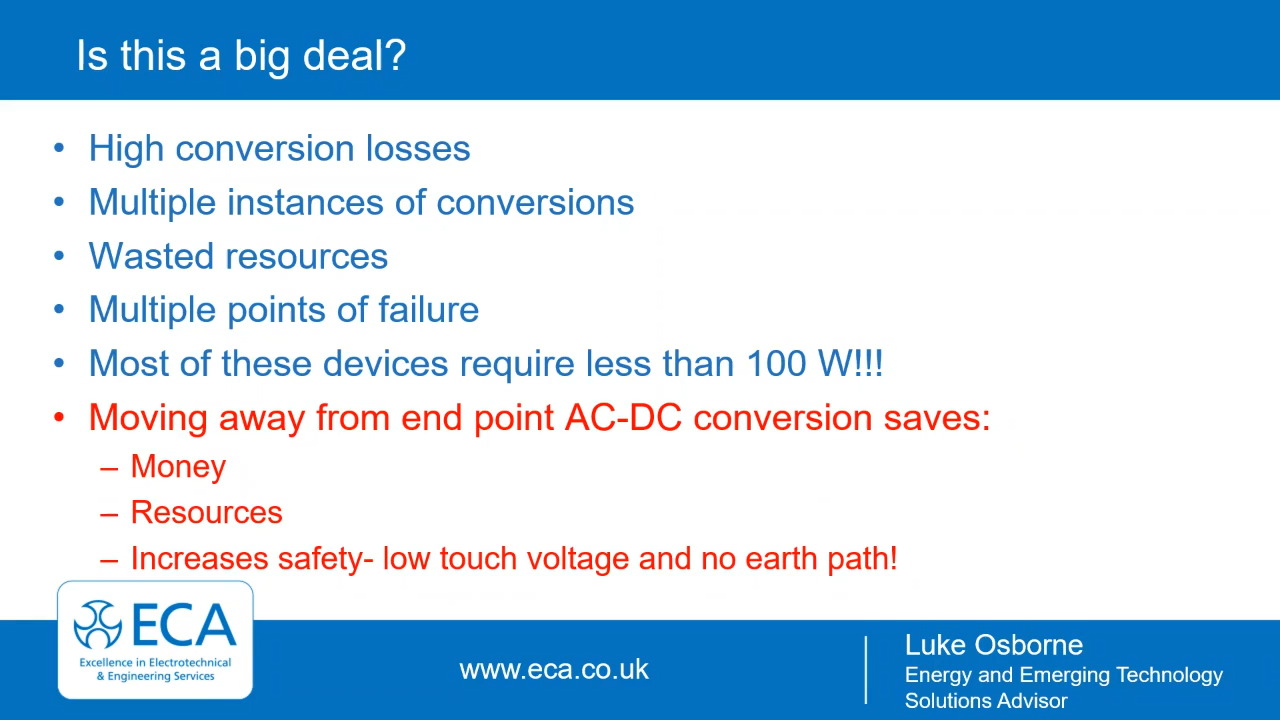 Is this a big deal?
• High conversion losses
• Multiple instances of conversions
• Wasted resources
• Multiple points of failure
• Most of these devices require less than 100 W!!!
• Moving away from end point AC-DC conversion saves:
– Money
– Resources
– Increases safety- low touch voltage and no earth path!
ECA
Excellence in Electrotechnical
& Engineering Services
www.eca.co.uk
Luke Osborne
Energy and Emerging Technology
Solutions Advisor